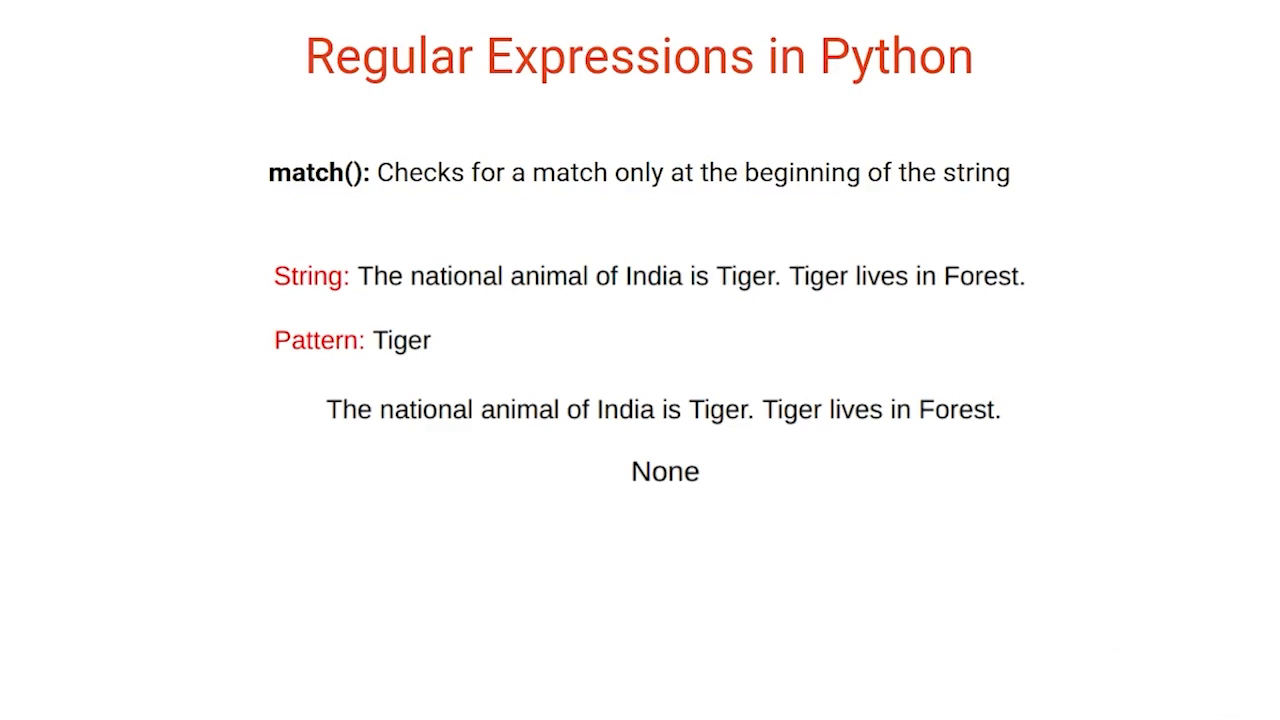 Regular Expressions in Python
match(): Checks for a match only at the beginning of the string
String: The national animal of India is Tiger. Tiger lives in Forest.
Pattern: Tiger
The national animal of India is Tiger. Tiger lives in Forest.
None